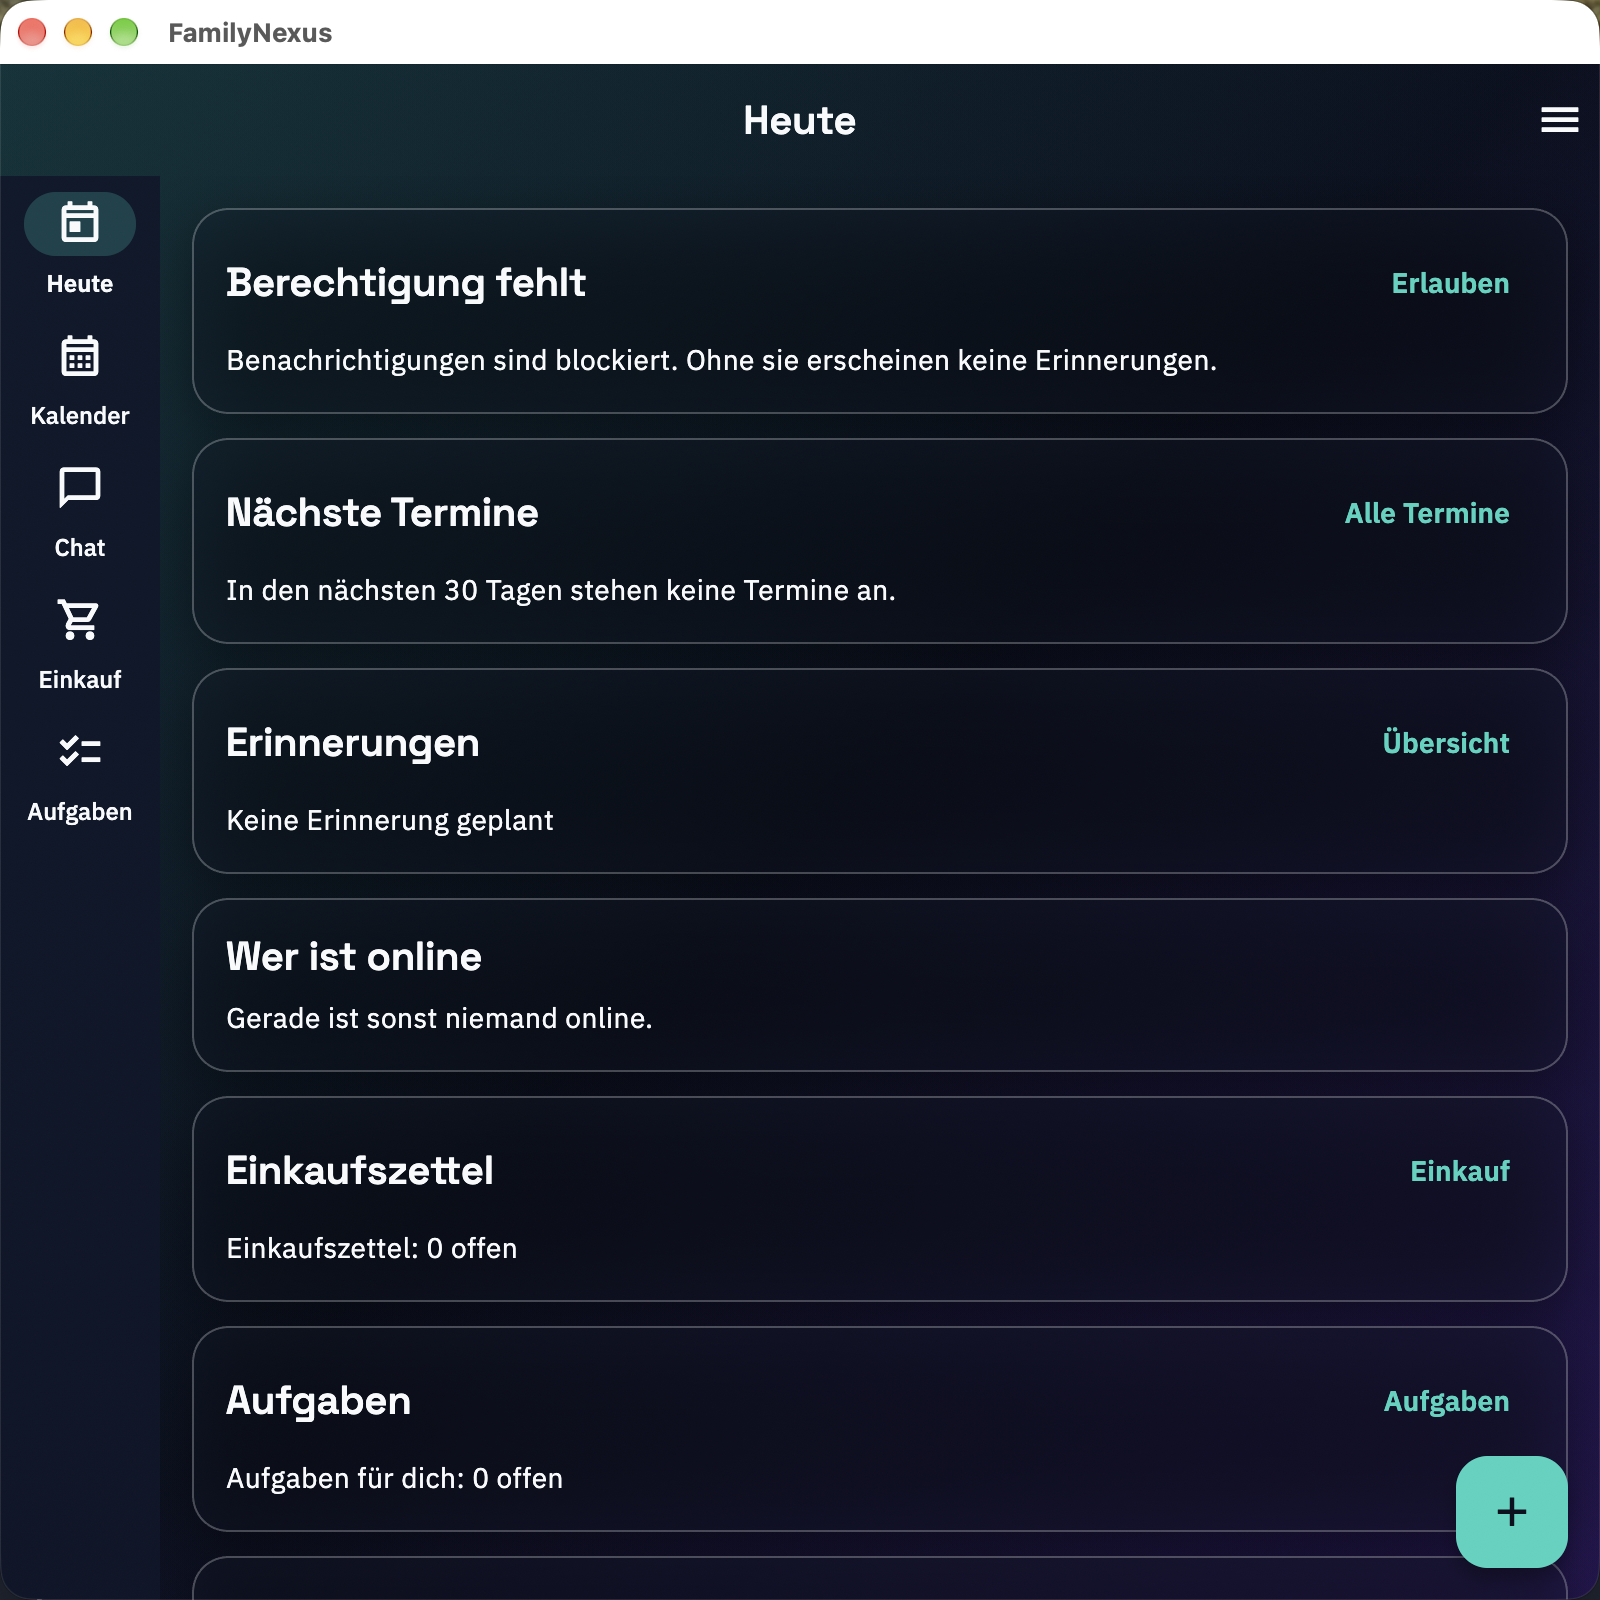 FamilyNexus
Heute
Heute
Kalender
Chat
Einkauf
Aufgaben
Berechtigung fehlt
Erlauben
Benachrichtigungen sind blockiert. Ohne sie erscheinen keine Erinnerungen.
Nächste Termine
Alle Termine
In den nächsten 30 Tagen stehen keine Termine an.
Erinnerungen
Übersicht
Keine Erinnerung geplant
Wer ist online
Gerade ist sonst niemand online.
Einkaufszettel
Einkauf
Einkaufszettel: 0 offen
Aufgaben
Aufgaben
Aufgaben für dich: 0 offen